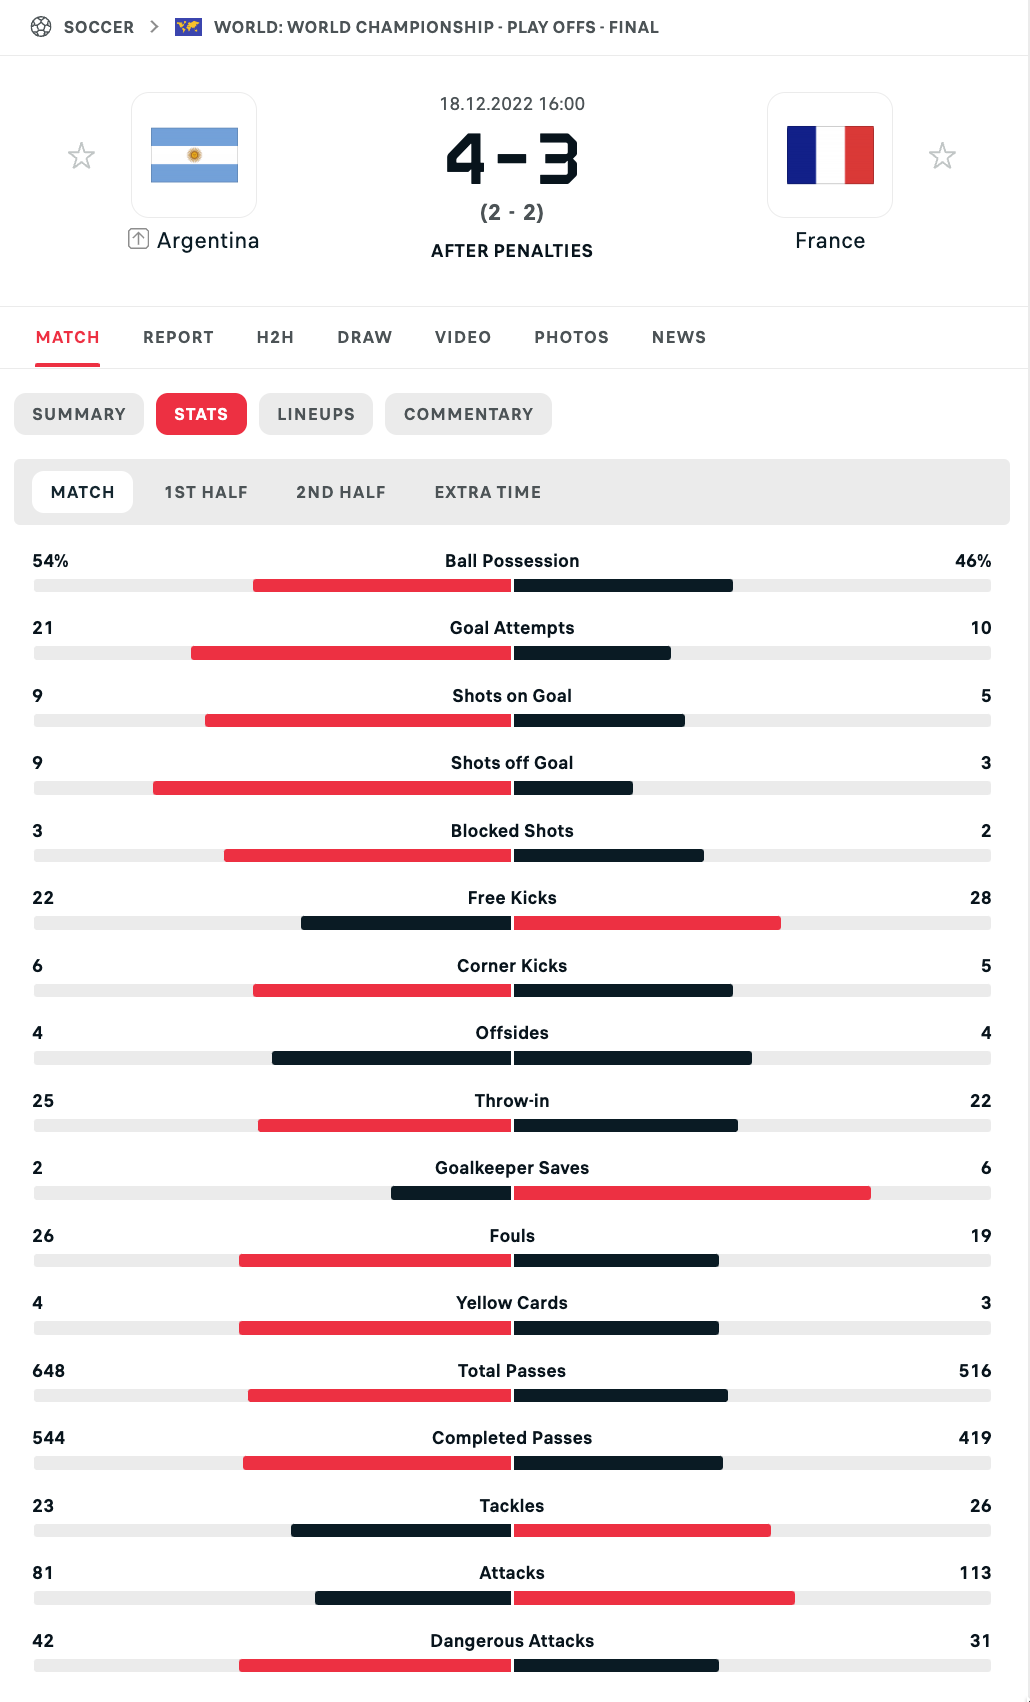 SOCCER > WORLD: WORLD CHAMPIONSHIP - PLAY OFFS - FINAL
18.12.2022 16:00
4-3
(2 - 2)
AFTER PENALTIES
Argentina
France
MATCH REPORT H2H DRAW VIDEO PHOTOS NEWS
SUMMARY STATS LINEUPS COMMENTARY
MATCH 1ST HALF 2ND HALF EXTRA TIME
54% Ball Possession 46%
21 Goal Attempts 10
9 Shots on Goal 5
9 Shots off Goal 3
3 Blocked Shots 2
22 Free Kicks 28
6 Corner Kicks 5
4 Offsides 4
25 Throw-in 22
2 Goalkeeper Saves 6
26 Fouls 19
4 Yellow Cards 3
648 Total Passes 516
544 Completed Passes 419
23 Tackles 26
81 Attacks 113
42 Dangerous Attacks 31